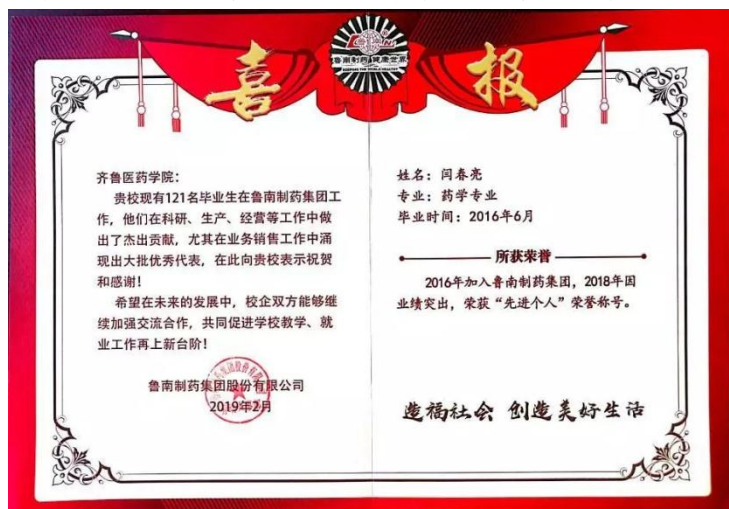 喜报
鲁南制药 健康世界
齐鲁医药学院:
贵校现有121名毕业生在鲁南制药集团工
作，他们在科研、生产、经营等工作中做
出了杰出贡献，尤其在业务销售工作中涌
现出大批优秀代表，在此向贵校表示祝贺
和感谢!
希望在未来的发展中，校企双方能够继
续加强交流合作，共同促进学校教学、就
业工作再上新台阶!
鲁南制药集团股份有限公司
2019年2月
姓名: 闫春亮
专业: 药学专业
毕业时间: 2016年6月
所获荣誉
2016年加入鲁南制药集团，2018年因
业绩突出，荣获“先进个人”荣誉称号。
造福社会 创造美好生活